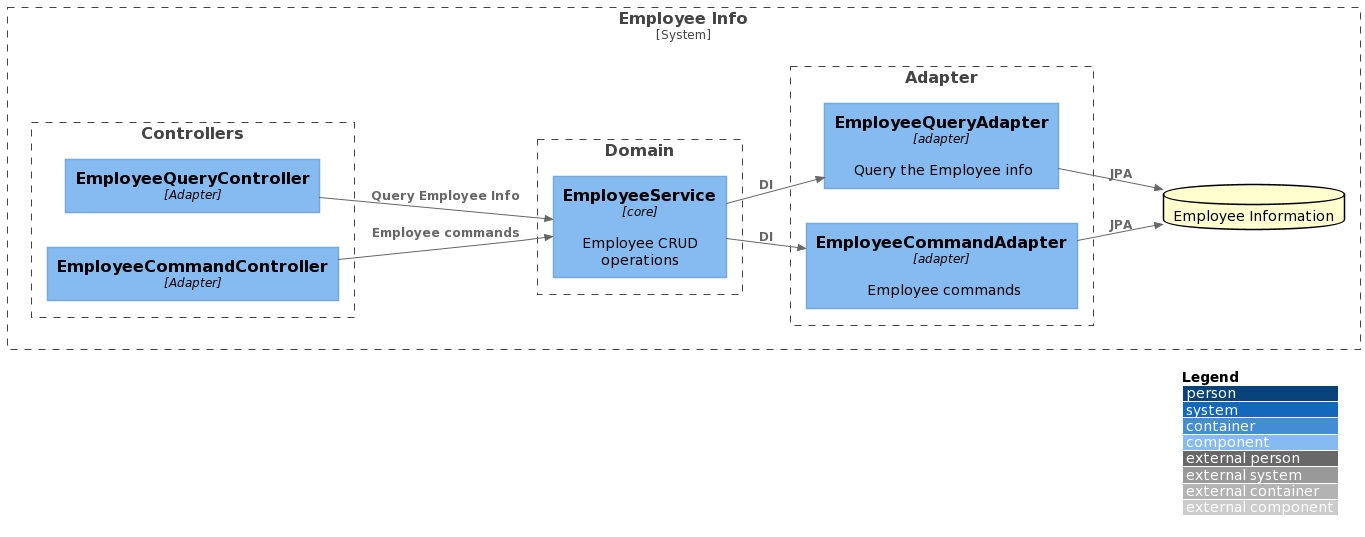 Employee Info
[System]
Controllers
EmployeeQueryController
[Adapter]
EmployeeCommandController
[Adapter]
Query Employee Info
Employee commands
Domain
EmployeeService
[core]
Employee CRUD
operations
DI
DI
Adapter
EmployeeQueryAdapter
[adapter]
Query the Employee info
EmployeeCommandAdapter
[adapter]
Employee commands
JPA
JPA
Employee Information
Legend
person
system
container
component
external person
external system
external container
external component